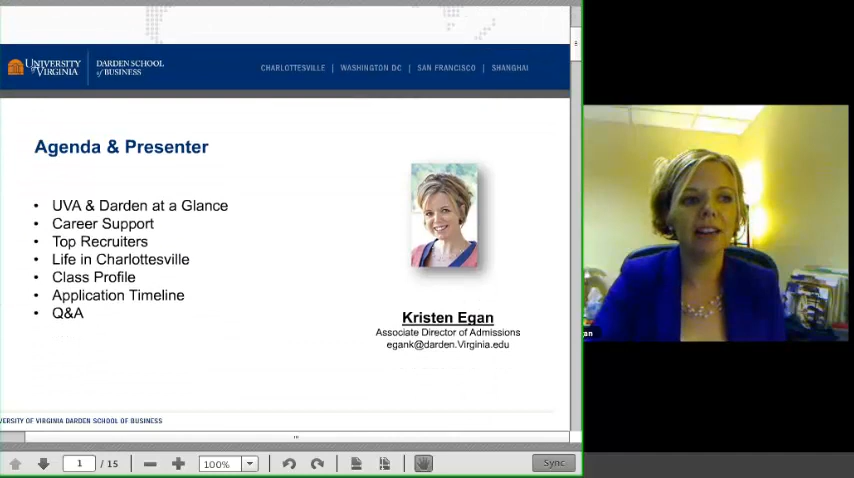 UNIVERSITY of VIRGINIA
DARDEN SCHOOL of BUSINESS
CHARLOTTESVILLE | WASHINGTON DC | SAN FRANCISCO | SHANGHAI
Agenda & Presenter
• UVA & Darden at a Glance
• Career Support
• Top Recruiters
• Life in Charlottesville
• Class Profile
• Application Timeline
• Q&A
Kristen Egan
Associate Director of Admissions
egank@darden.Virginia.edu
an
VERSITY OF VIRGINIA DARDEN SCHOOL OF BUSINESS
1 / 15
100%
Sync